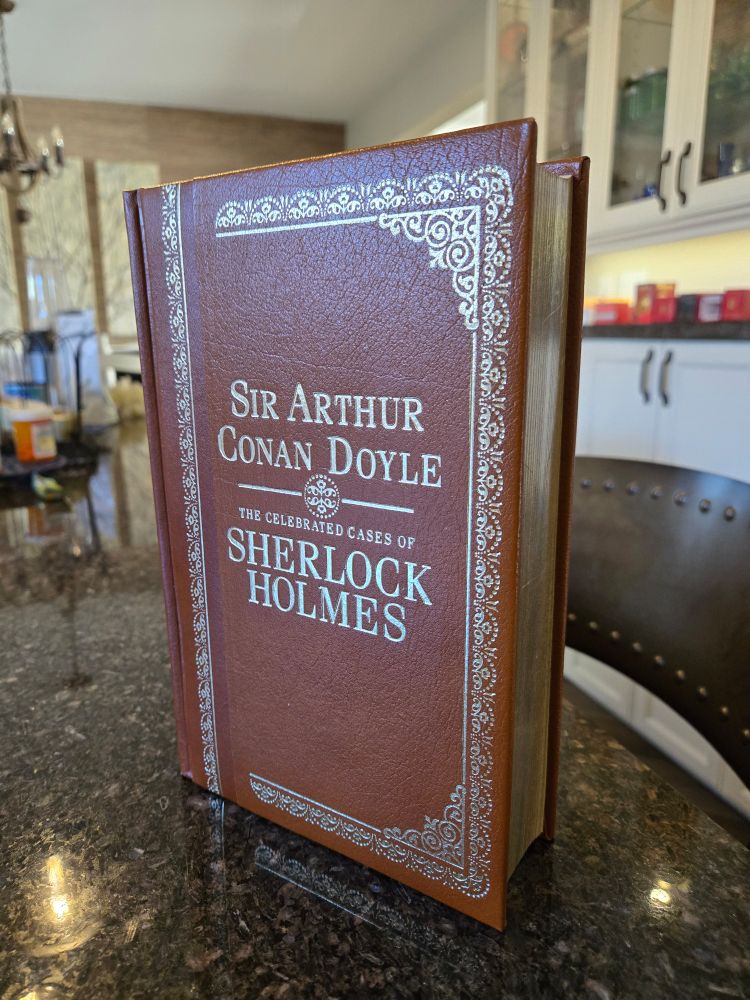 SIR ARTHUR
CONAN DOYLE
THE CELEBRATED CASES OF
SHERLOCK
HOLMES